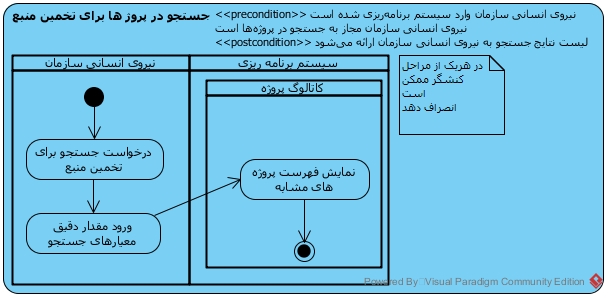 جستجو در پروژ ها برای تخمین منبع
<<precondition>> نیروی انسانی سازمان وارد سیستم برنامه‌ریزی شده است
نیروی انسانی سازمان مجاز به جستجو در پروژه‌ها است
<<postcondition>> لیست نتایج جستجو به نیروی انسانی سازمان ارائه می‌شود
نیروی انسانی سازمان
سیستم برنامه ریزی
کاتالوگ پروژه
در هریک از مراحل
کنشگر ممکن
است
انصراف دهد
درخواست جستجو برای
تخمین منبع
نمایش فهرست پروژه
های مشابه
ورود مقدار دقیق
معیارهای جستجو
Powered By Visual Paradigm Community Edition